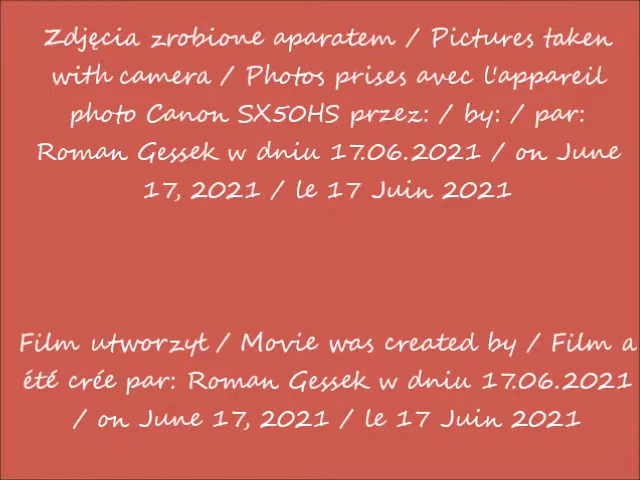 Zdjęcia zrobione aparatem / Pictures taken
with camera / Photos prises avec l'appareil
photo Canon SX50HS przez: / by: / par:
Roman Gessek w dniu 17.06.2021 / on June
17, 2021 / le 17 Juin 2021
Film utworzył / Movie was created by / Film a
été crée par: Roman Gessek w dniu 17.06.2021
/ on June 17, 2021 / le 17 Juin 2021